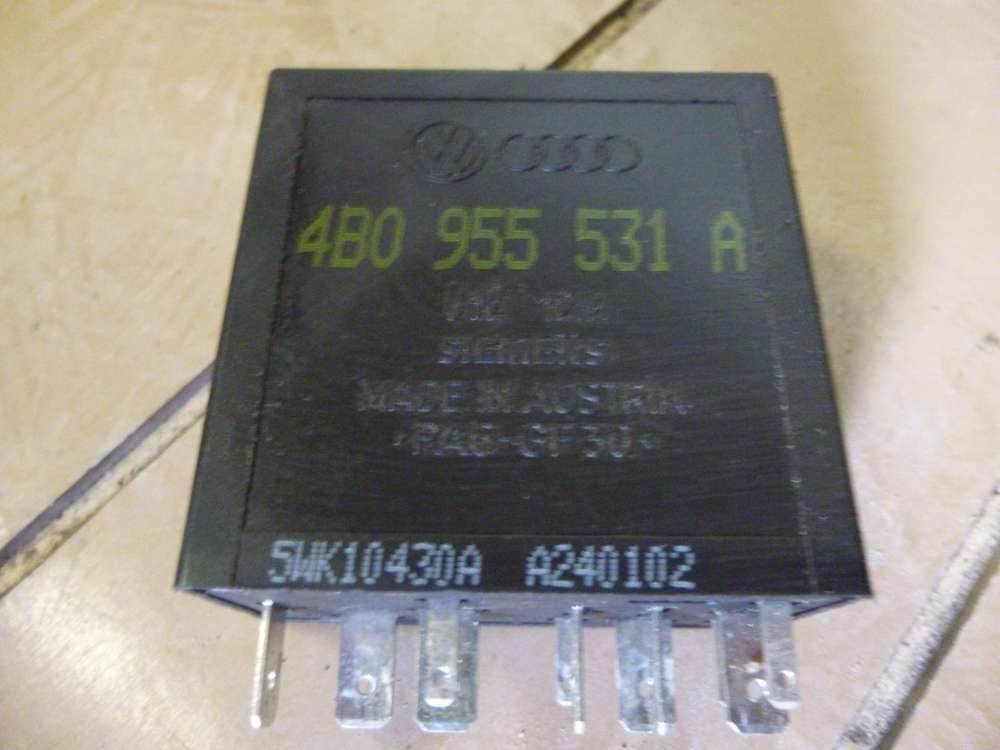 4B0 955 531 A
SIEMENS
MADE IN AUSTRIA
>PA6-GF30<
5WK10430A A240102